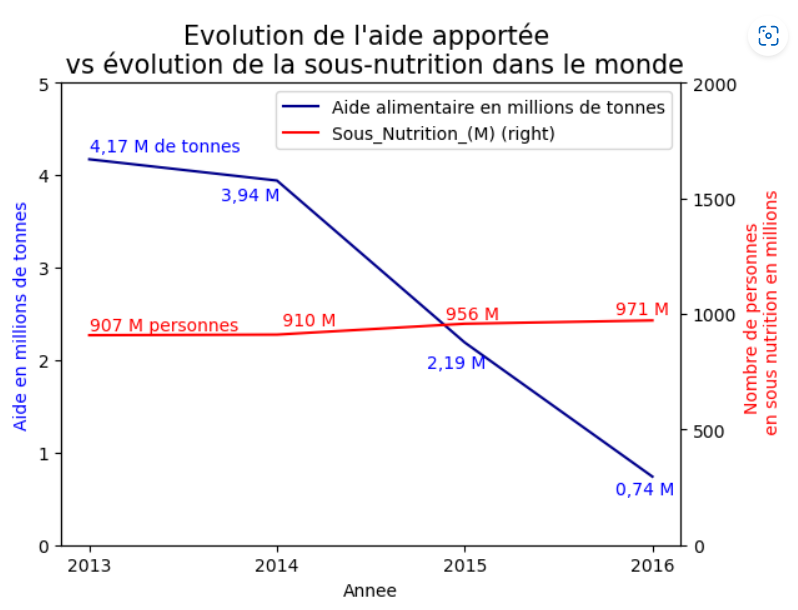 Evolution de l'aide apportée
vs évolution de la sous-nutrition dans le monde
Aide alimentaire en millions de tonnes
Sous_Nutrition_(M) (right)
5
4
3
2
1
0
Aide en millions de tonnes
4,17 M de tonnes
3,94 M
2,19 M
0,74 M
907 M personnes
910 M
956 M
971 M
2000
1500
1000
500
0
Nombre de personnes
en sous nutrition en millions
2013
2014
2015
2016
Annee